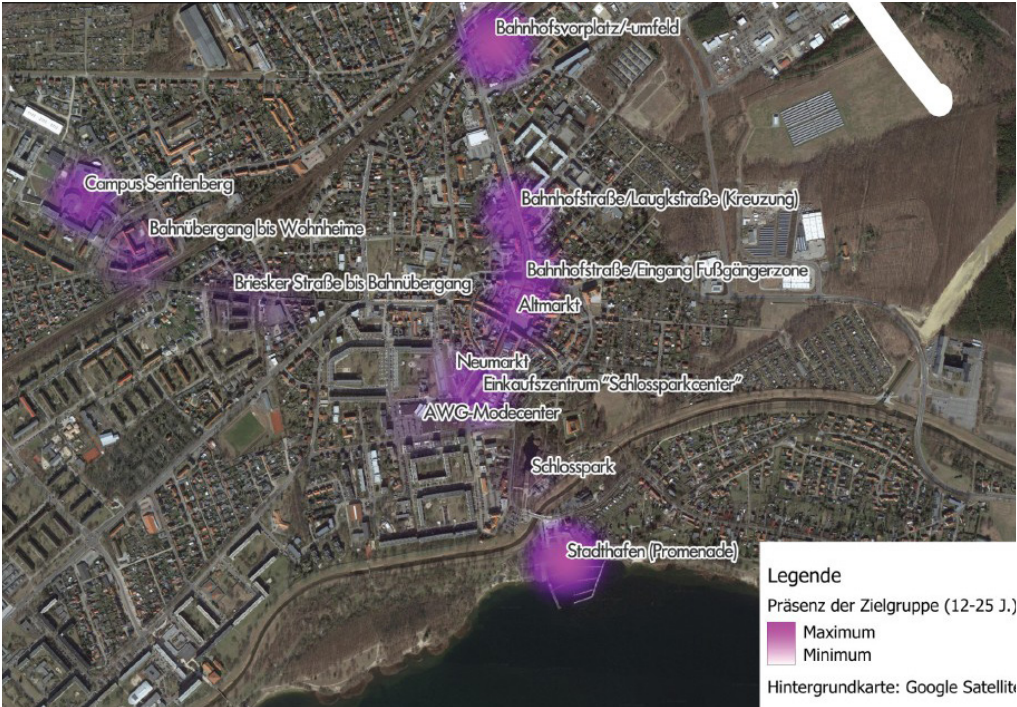 Bahnhofsvorplatz/-umfeld
Campus Senftenberg
Bahnhofstraße/Laugkstraße (Kreuzung)
Bahnübergang bis Wohnheime
Bahnhofstraße/Eingang Fußgängerzone
Briesker Straße bis Bahnübergang
Altmarkt
Neumarkt
Einkaufszentrum "Schlossparkcenter"
AWG-Modecenter
Schlosspark
Stadthafen (Promenade)
Legende
Präsenz der Zielgruppe (12-25 J.)
Maximum
Minimum
Hintergrundkarte: Google Satellite